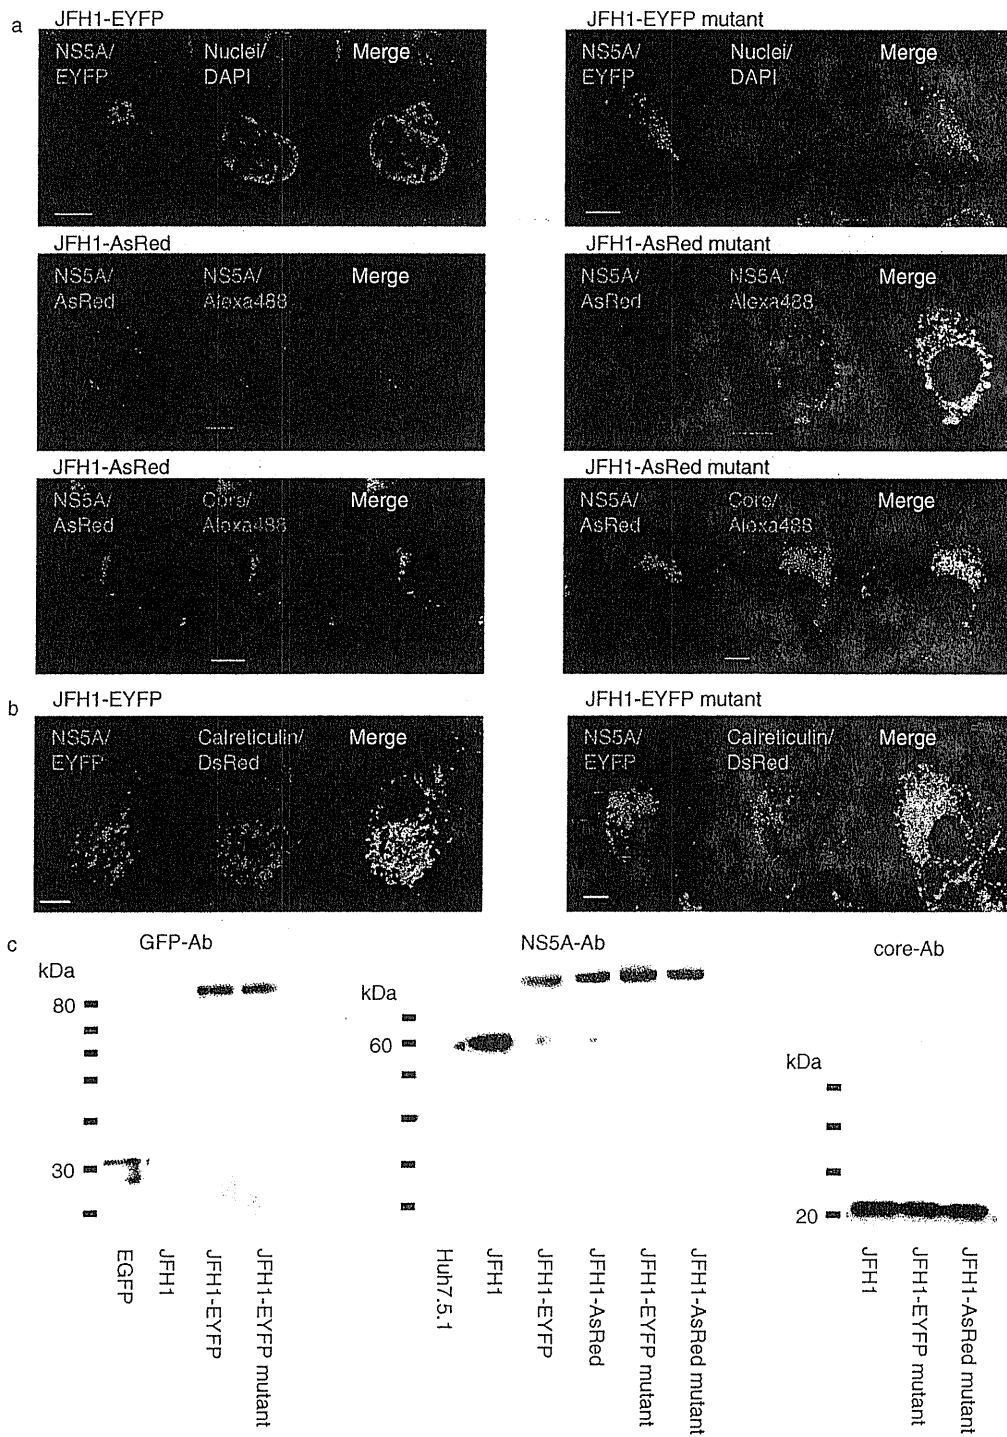 a
JFH1-EYFP
JFH1-EYFP mutant
NS5A/
EYFP
Nuclei/
DAPI
Merge
NS5A/
EYFP
Nuclei/
DAPI
Merge
JFH1-AsRed
JFH1-AsRed mutant
NS5A/
AsRed
NS5A/
Alexa488
Merge
NS5A/
AsRed
NS5A/
Alexa488
Merge
JFH1-AsRed
JFH1-AsRed mutant
NS5A/
AsRed
Core/
Alexa488
Merge
NS5A/
AsRed
Core/
Alexa488
Merge
b
JFH1-EYFP
JFH1-EYFP mutant
NS5A/
EYFP
Calreticulin/
DsRed
Merge
NS5A/
EYFP
Calreticulin/
DsRed
Merge
c
GFP-Ab
kDa
80
30
EGFP
JFH1
JFH1-EYFP
JFH1-EYFP mutant
NS5A-Ab
kDa
60
Huh7.5.1
JFH1
JFH1-EYFP
JFH1-AsRed
JFH1-EYFP mutant
JFH1-AsRed mutant
core-Ab
kDa
20
JFH1
JFH1-EYFP mutant
JFH1-AsRed mutant